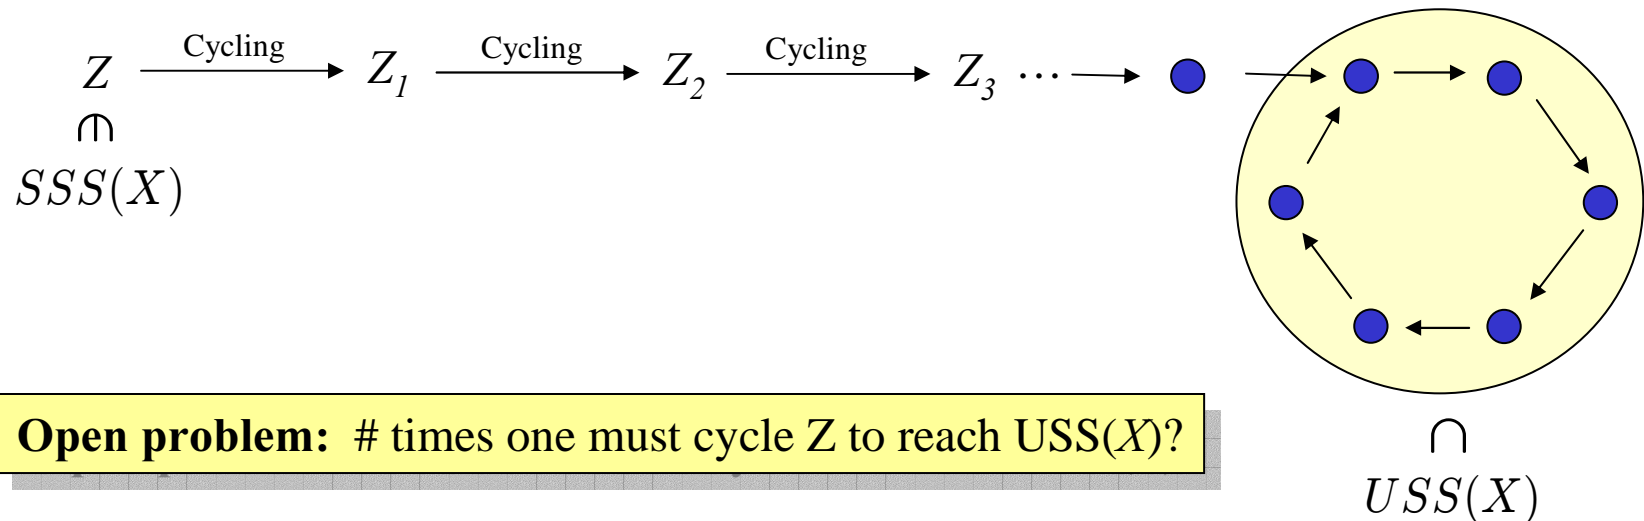 Cycling Cycling Cycling
Z → Z₁ → Z₂ → Z₃ ⋯ →
∈
SSS(X)
Open problem: # times one must cycle Z to reach USS(X)?
∩
USS(X)